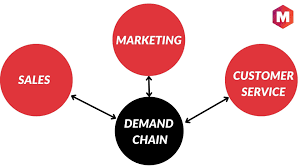 M
MARKETING
SALES
CUSTOMER
SERVICE
DEMAND
CHAIN